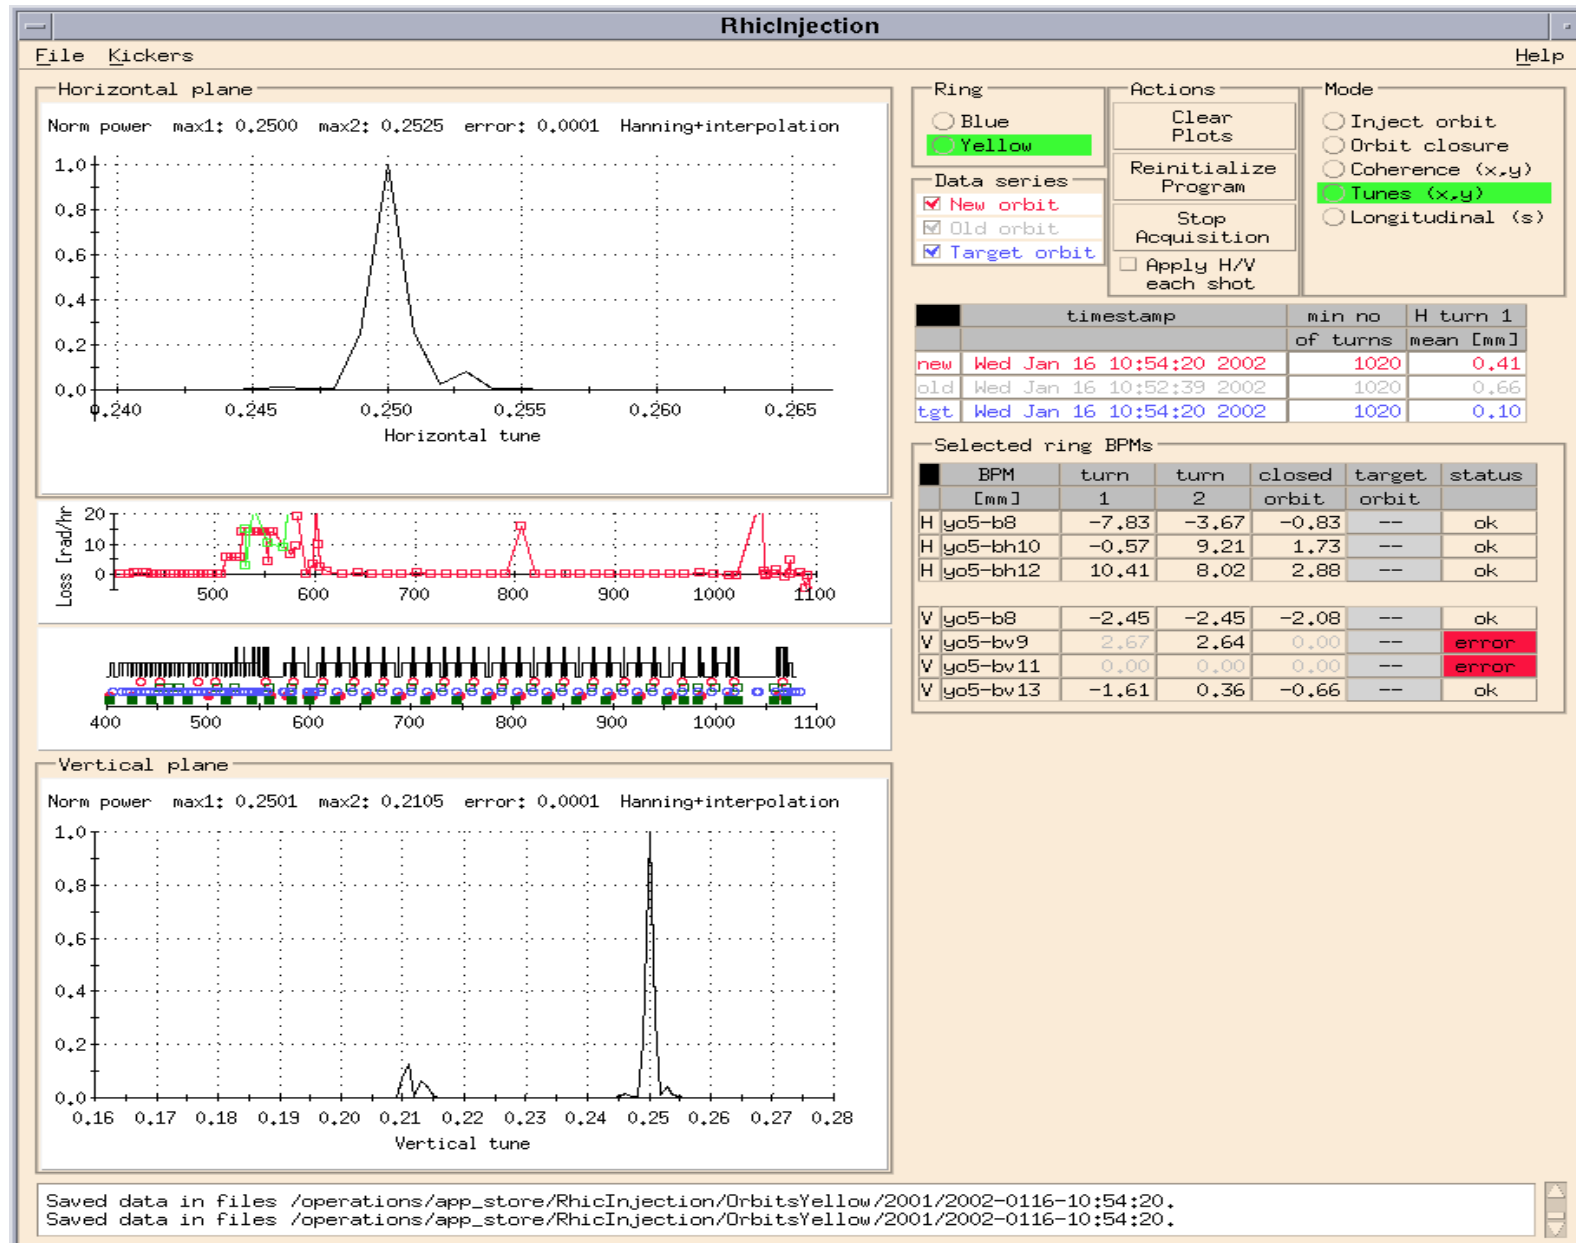 RhicInjection
File Kickers Help
Horizontal plane
Norm power max1: 0.2500 max2: 0.2525 error: 0.0001 Hanning+interpolation
1.0
0.8
0.6
0.4
0.2
0.0
0.240 0.245 0.250 0.255 0.260 0.265
Horizontal tune
Loss [rad/hr]
20
10
0
500 600 700 800 900 1000 1100
400 500 600 700 800 900 1000 1100
Vertical plane
Norm power max1: 0.2501 max2: 0.2105 error: 0.0001 Hanning+interpolation
1.0
0.8
0.6
0.4
0.2
0.0
0.16 0.17 0.18 0.19 0.20 0.21 0.22 0.23 0.24 0.25 0.26 0.27 0.28
Vertical tune
Ring
Blue
Yellow
Data series
New orbit
Old orbit
Target orbit
Actions
Clear
Plots
Reinitialize
Program
Stop
Acquisition
Apply H/V
each shot
Mode
Inject orbit
Orbit closure
Coherence (x,y)
Tunes (x,y)
Longitudinal (s)
timestamp min no H turn 1
of turns mean [mm]
new Wed Jan 16 10:54:20 2002 1020 0.41
old Wed Jan 16 10:52:39 2002 1020 0.66
tgt Wed Jan 16 10:54:20 2002 1020 0.10
Selected ring BPMs
BPM turn turn closed target status
[mm] 1 2 orbit orbit
H yo5-b8 -7.83 -3.67 -0.83 -- ok
H yo5-bh10 -0.57 9.21 1.73 -- ok
H yo5-bh12 10.41 8.02 2.88 -- ok
V yo5-b8 -2.45 -2.45 -2.08 -- ok
V yo5-bv9 2.67 2.64 0.00 -- error
V yo5-bv11 0.00 0.00 0.00 -- error
V yo5-bv13 -1.61 0.36 -0.66 -- ok
Saved data in files /operations/app_store/RhicInjection/OrbitsYellow/2001/2002-0116-10:54:20.
Saved data in files /operations/app_store/RhicInjection/OrbitsYellow/2001/2002-0116-10:54:20.